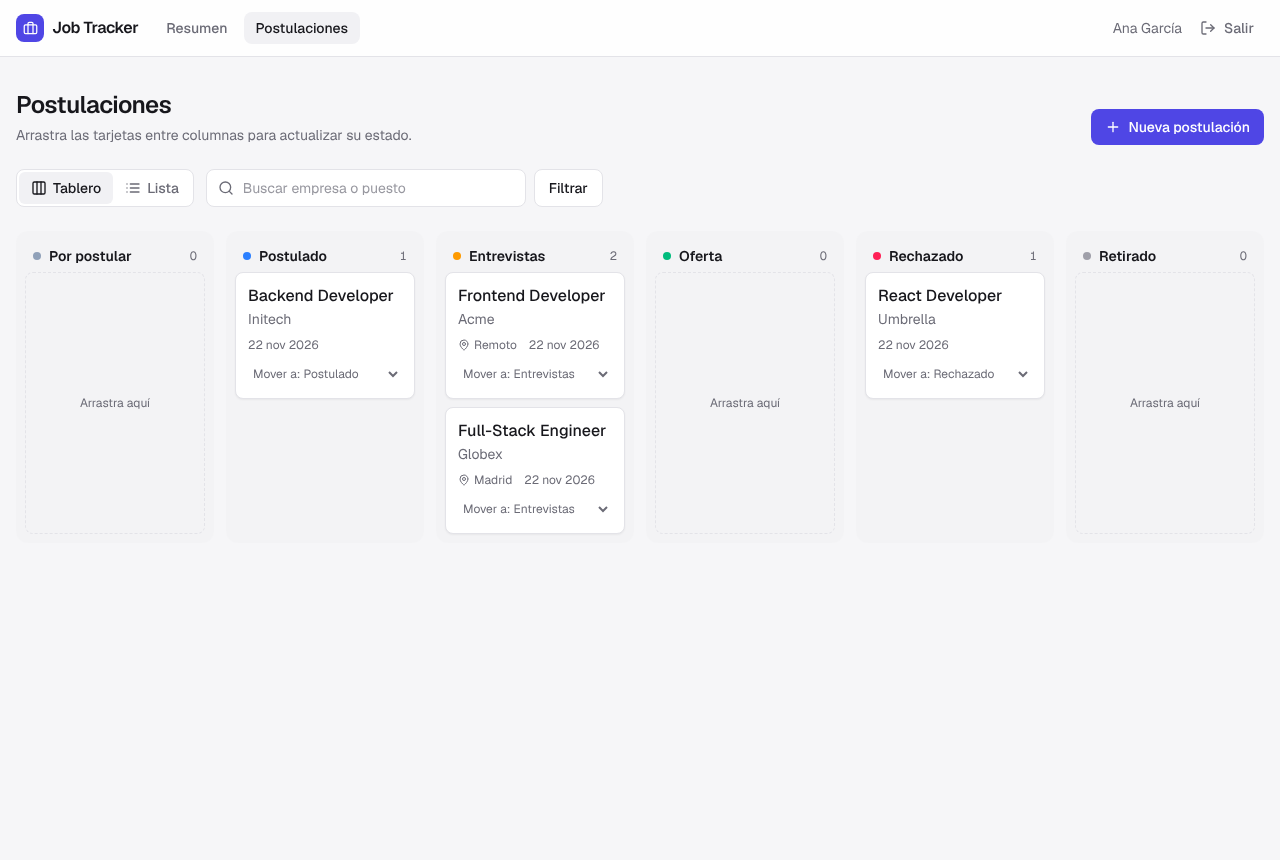 Job Tracker
Resumen
Postulaciones
Ana García
Salir
Postulaciones
Arrastra las tarjetas entre columnas para actualizar su estado.
Nueva postulación
Tablero
Lista
Buscar empresa o puesto
Filtrar
Por postular 0
Arrastra aquí
Postulado 1
Backend Developer
Initech
22 nov 2026
Mover a: Postulado
Entrevistas 2
Frontend Developer
Acme
Remoto 22 nov 2026
Mover a: Entrevistas
Full-Stack Engineer
Globex
Madrid 22 nov 2026
Mover a: Entrevistas
Oferta 0
Arrastra aquí
Rechazado 1
React Developer
Umbrella
22 nov 2026
Mover a: Rechazado
Retirado 0
Arrastra aquí